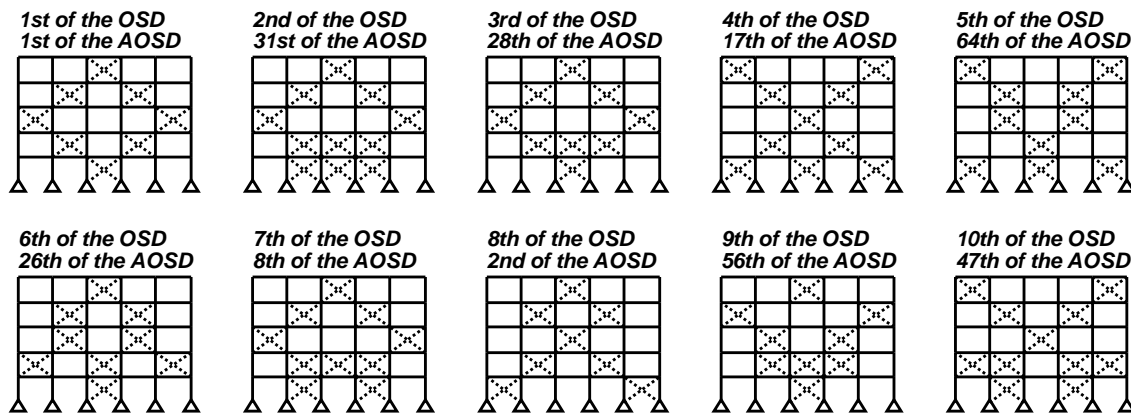 1st of the OSD
1st of the AOSD
2nd of the OSD
31st of the AOSD
3rd of the OSD
28th of the AOSD
4th of the OSD
17th of the AOSD
5th of the OSD
64th of the AOSD
6th of the OSD
26th of the AOSD
7th of the OSD
8th of the AOSD
8th of the OSD
2nd of the AOSD
9th of the OSD
56th of the AOSD
10th of the OSD
47th of the AOSD